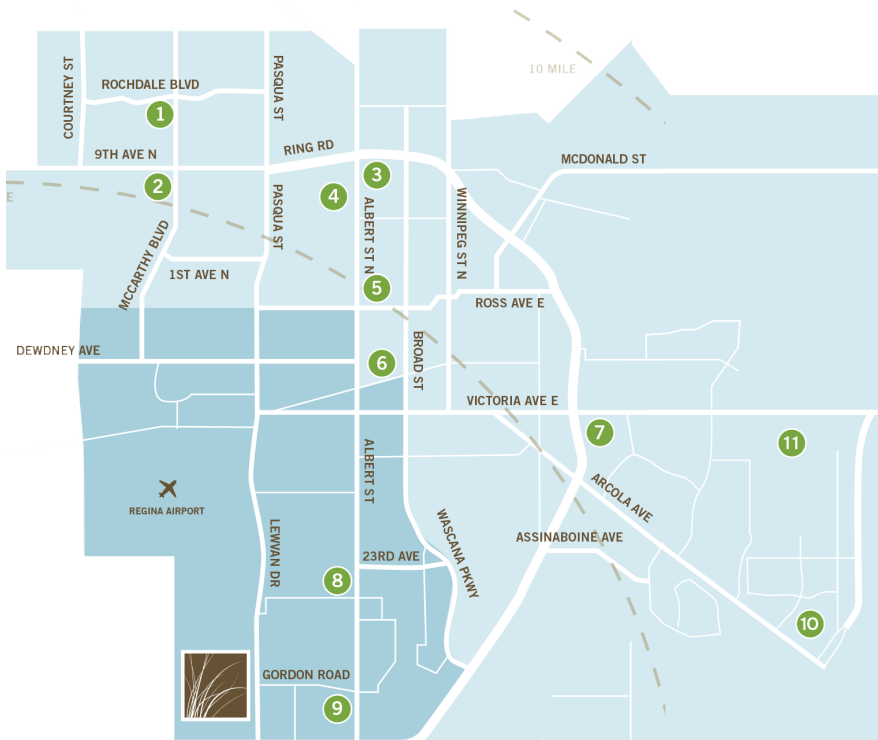 10 MILE
COURTNEY ST
ROCHDALE BLVD
PASQUA ST
1
9TH AVE N
RING RD
MCDONALD ST
2
3
4
E
PASQUA ST
ALBERT ST N
WINNIPEG ST N
MCCARTHY BLVD
1ST AVE N
5
ROSS AVE E
DEWDNEY AVE
6
BROAD ST
VICTORIA AVE E
7
11
ALBERT ST
REGINA AIRPORT
ARCOLA AVE
LEWVAN DR
WASCANA PKWY
ASSINABOINE AVE
23RD AVE
8
10
GORDON ROAD
9